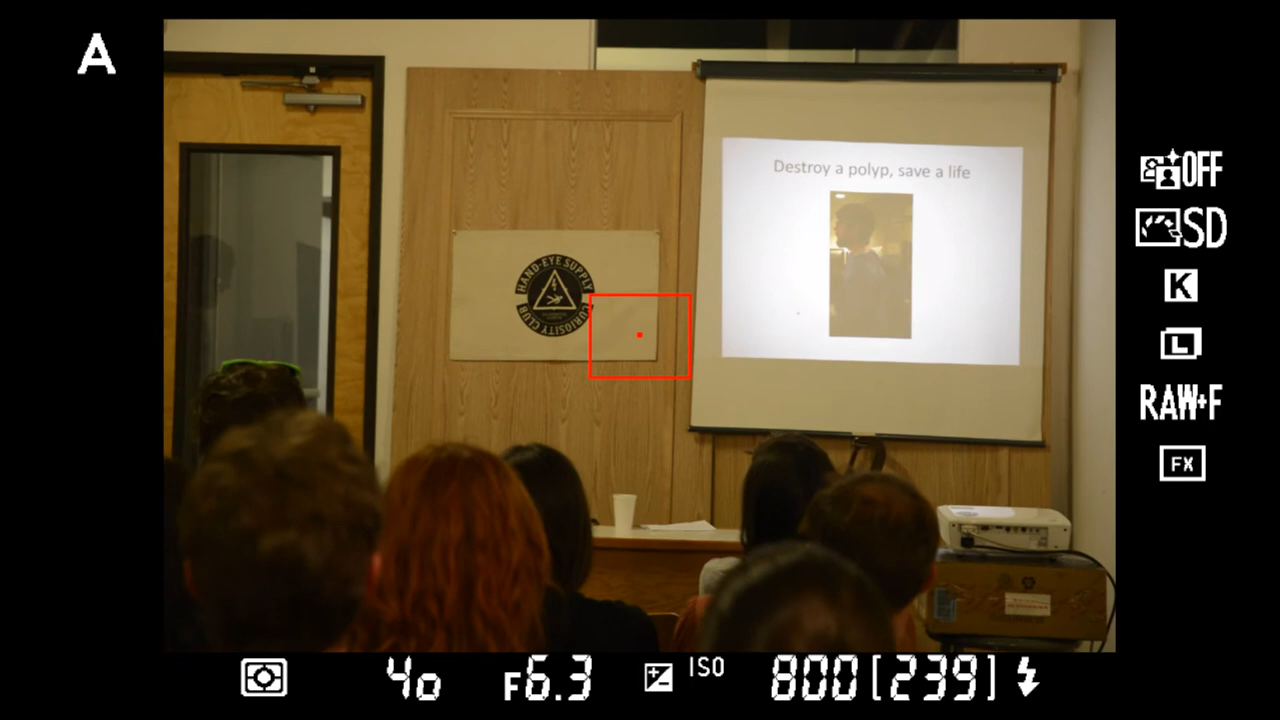 A
Destroy a polyp, save a life
HAND-EYE SUPPLY
CURIOSITY CLUB
OFF
SD
K
L
RAW+F
FX
40
F6.3
ISO
800[239]